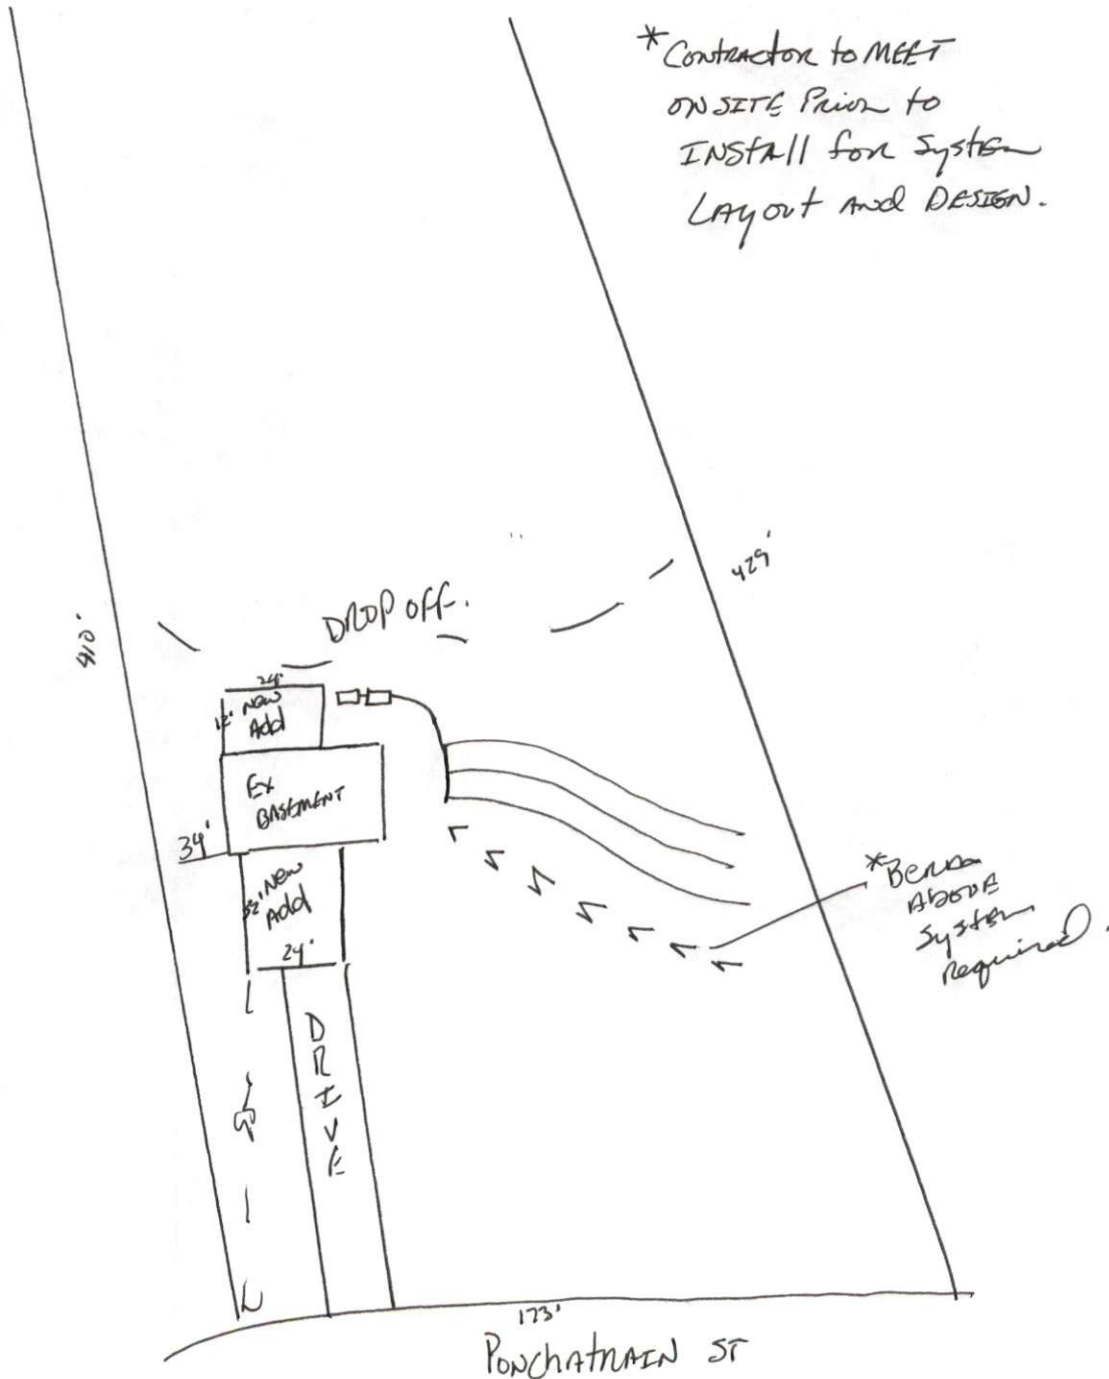 *Contractor to MEET
ON SITE Prior to
INSTAll for System
LAyout ANd DESIGN.
429'
410'
DROP OFF.
24'
12' New
Add
Ex
BASEMENT
34'
32' New
Add
24'
*Berm
ABOVE
System
Required.
DRIVE
173'
PONChATRAIN ST